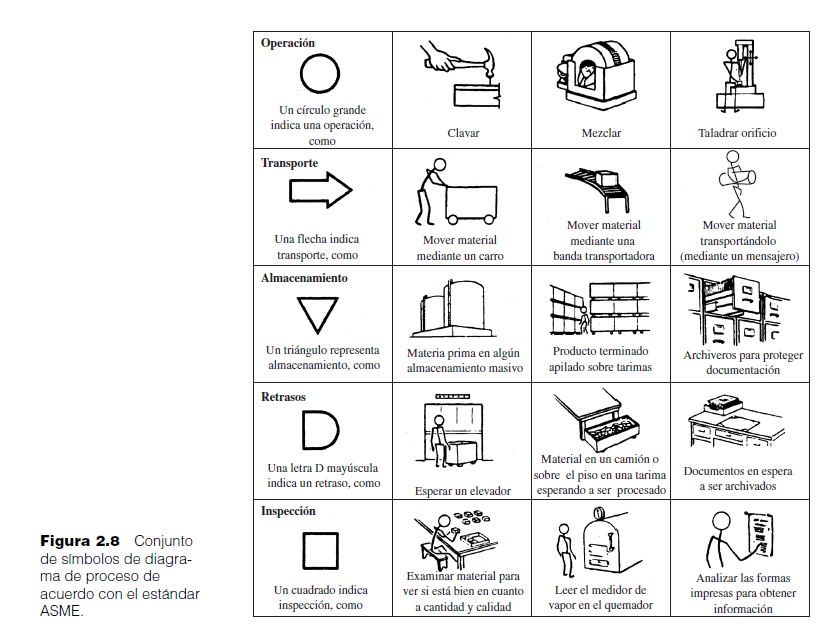 Operación
Un círculo grande
indica una operación,
como
Clavar
Mezclar
Taladrar orificio
Transporte
Una flecha indica
transporte, como
Mover material
mediante un carro
Mover material
mediante una
banda transportadora
Mover material
transportándolo
(mediante un mensajero)
Almacenamiento
Un triángulo representa
almacenamiento, como
Materia prima en algún
almacenamiento masivo
Producto terminado
apilado sobre tarimas
Archiveros para proteger
documentación
Retrasos
Una letra D mayúscula
indica un retraso, como
Esperar un elevador
Material en un camión o
sobre el piso en una tarima
esperando a ser procesado
Documentos en espera
a ser archivados
Inspección
Un cuadrado indica
inspección, como
Examinar material para
ver si está bien en cuanto
a cantidad y calidad
Leer el medidor de
vapor en el quemador
Analizar las formas
impresas para obtener
información
Figura 2.8 Conjunto
de símbolos de diagra-
ma de proceso de
acuerdo con el estándar
ASME.